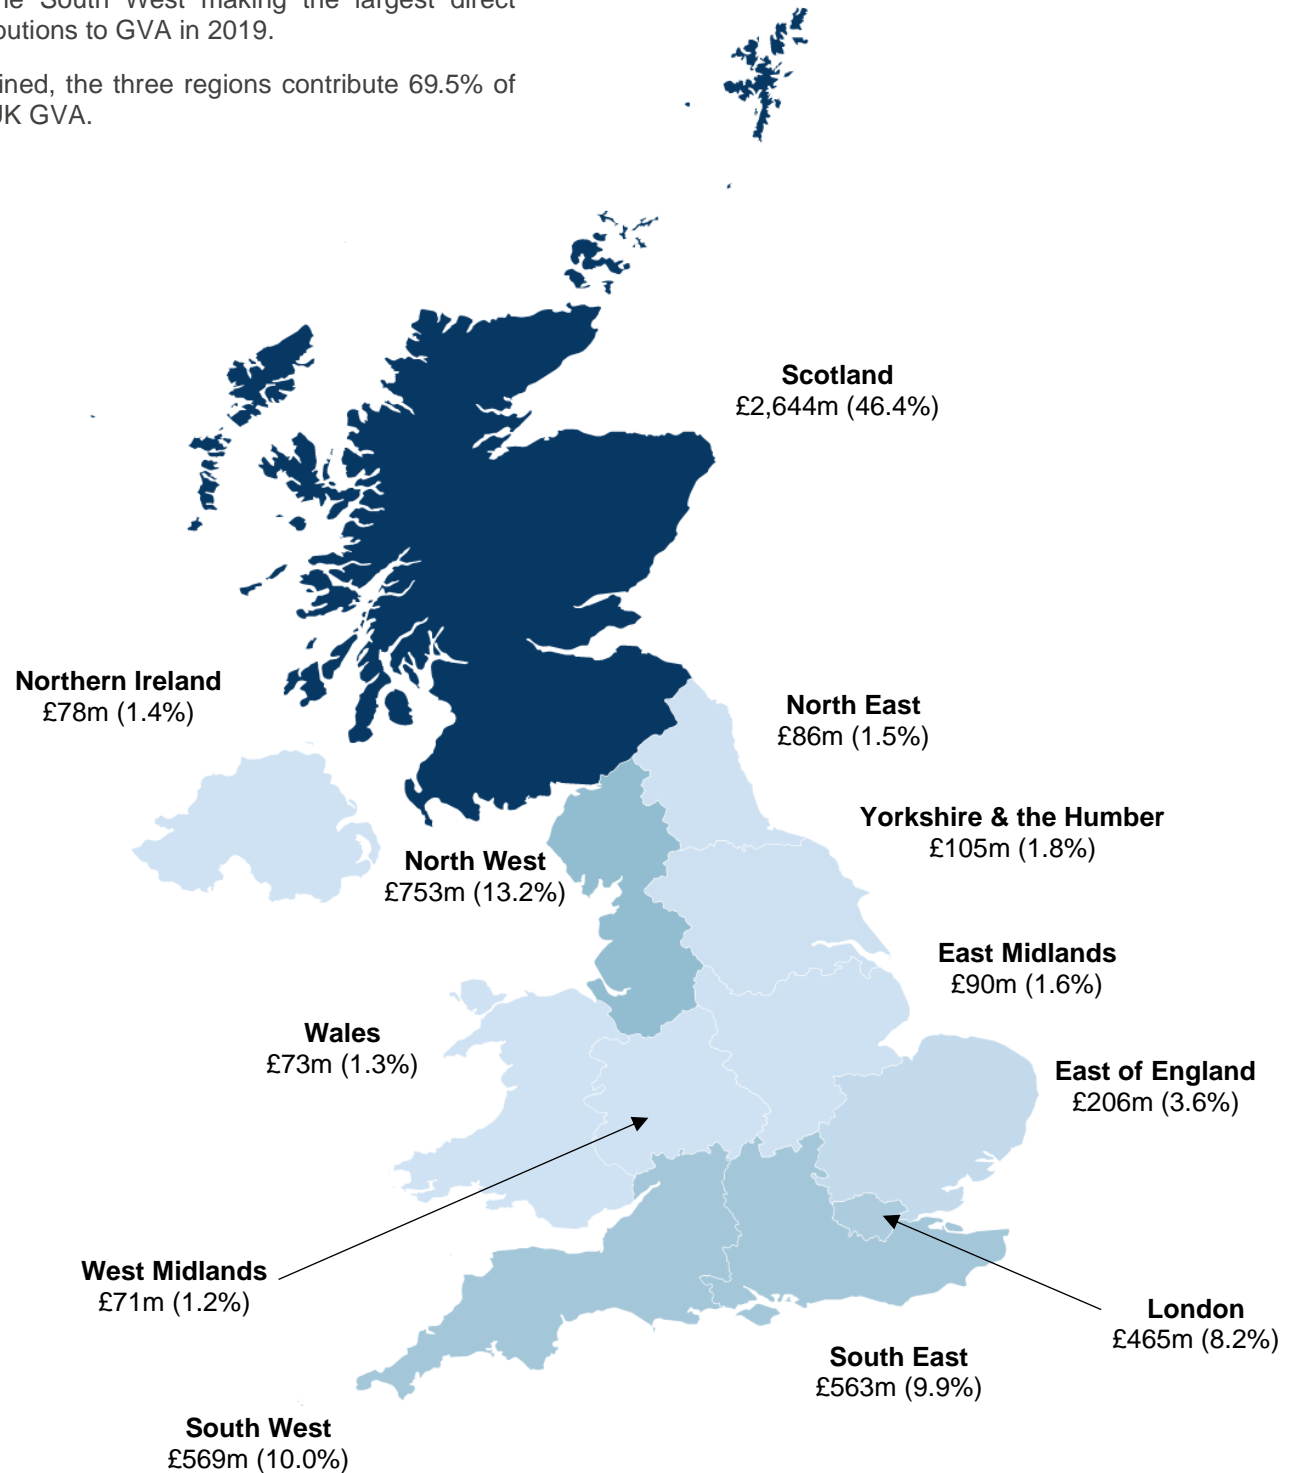 the South West making the largest direct
butions to GVA in 2019.
ined, the three regions contribute 69.5% of
UK GVA.
Scotland
£2,644m (46.4%)
Northern Ireland
£78m (1.4%)
North East
£86m (1.5%)
Yorkshire & the Humber
£105m (1.8%)
North West
£753m (13.2%)
East Midlands
£90m (1.6%)
Wales
£73m (1.3%)
East of England
£206m (3.6%)
West Midlands
£71m (1.2%)
London
£465m (8.2%)
South East
£563m (9.9%)
South West
£569m (10.0%)